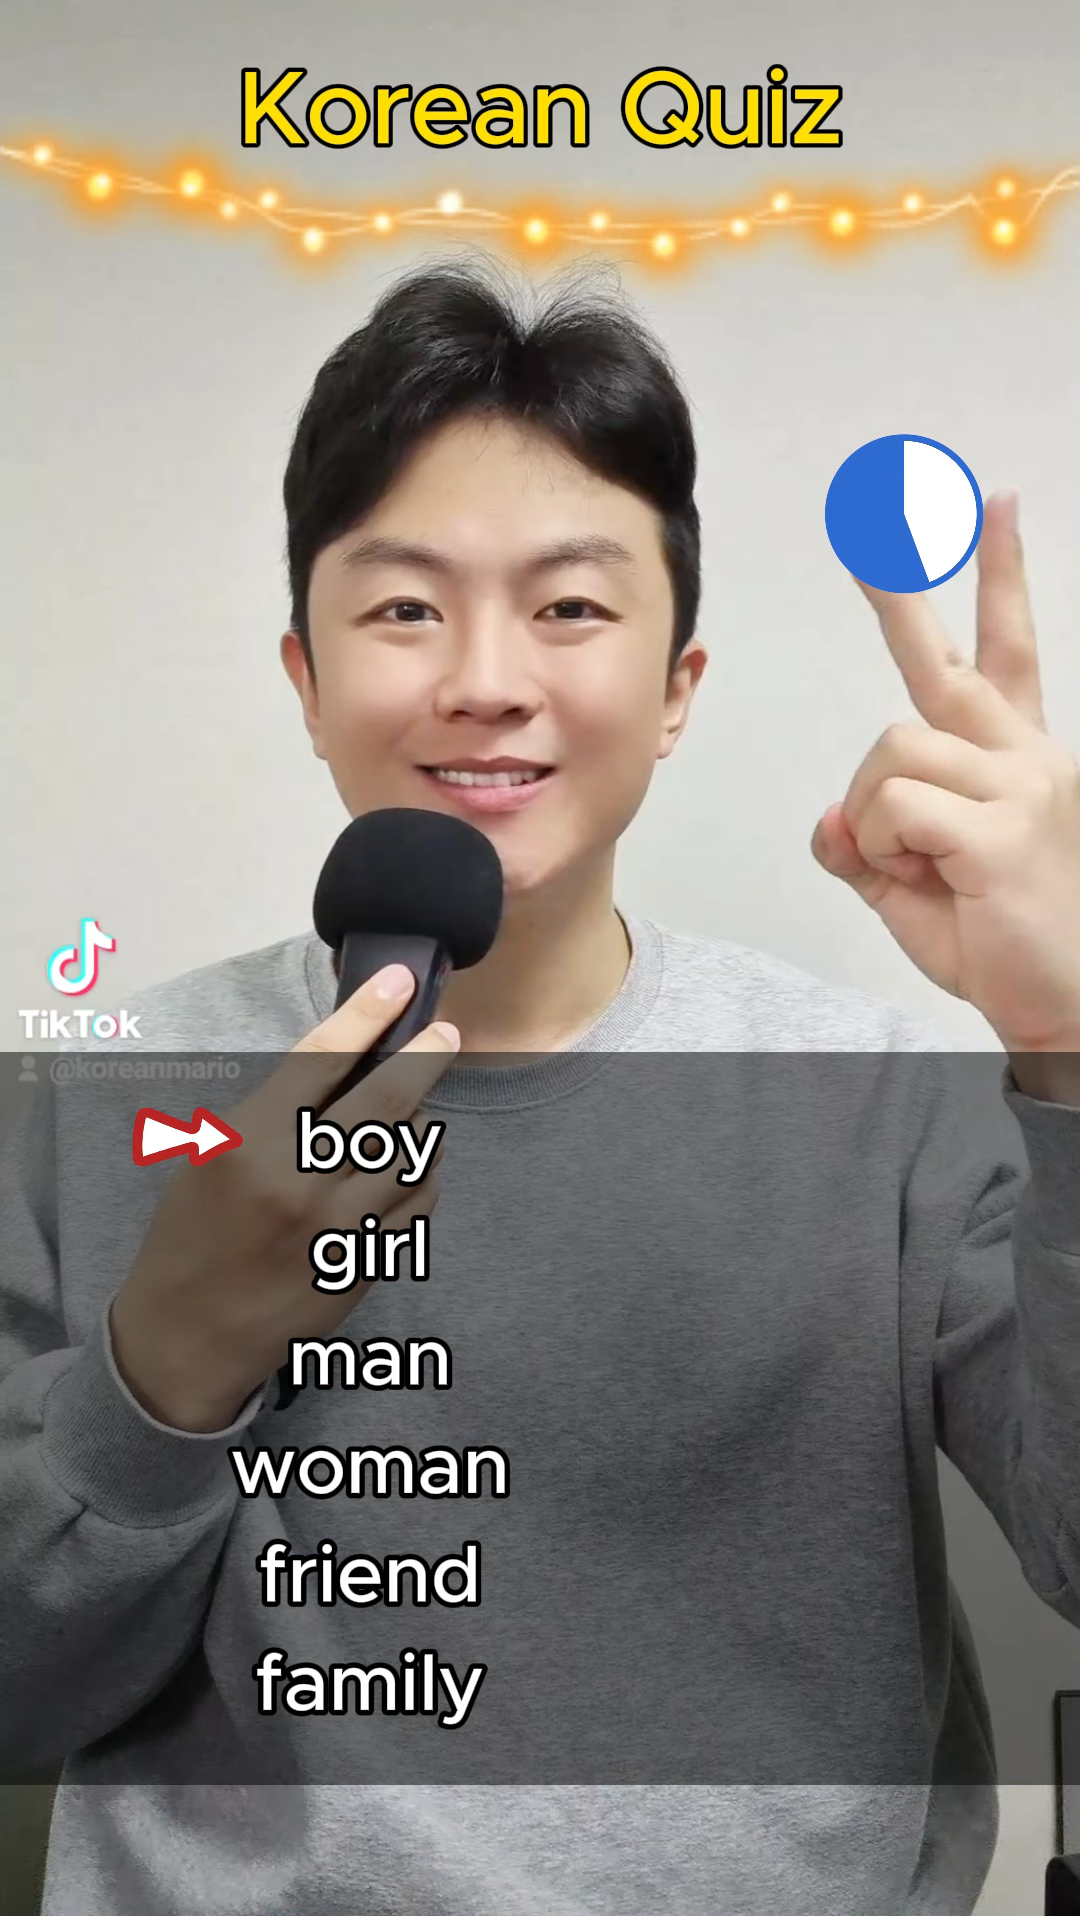 Korean Quiz
TikTok
@koreanmario
boy
girl
man
woman
friend
family